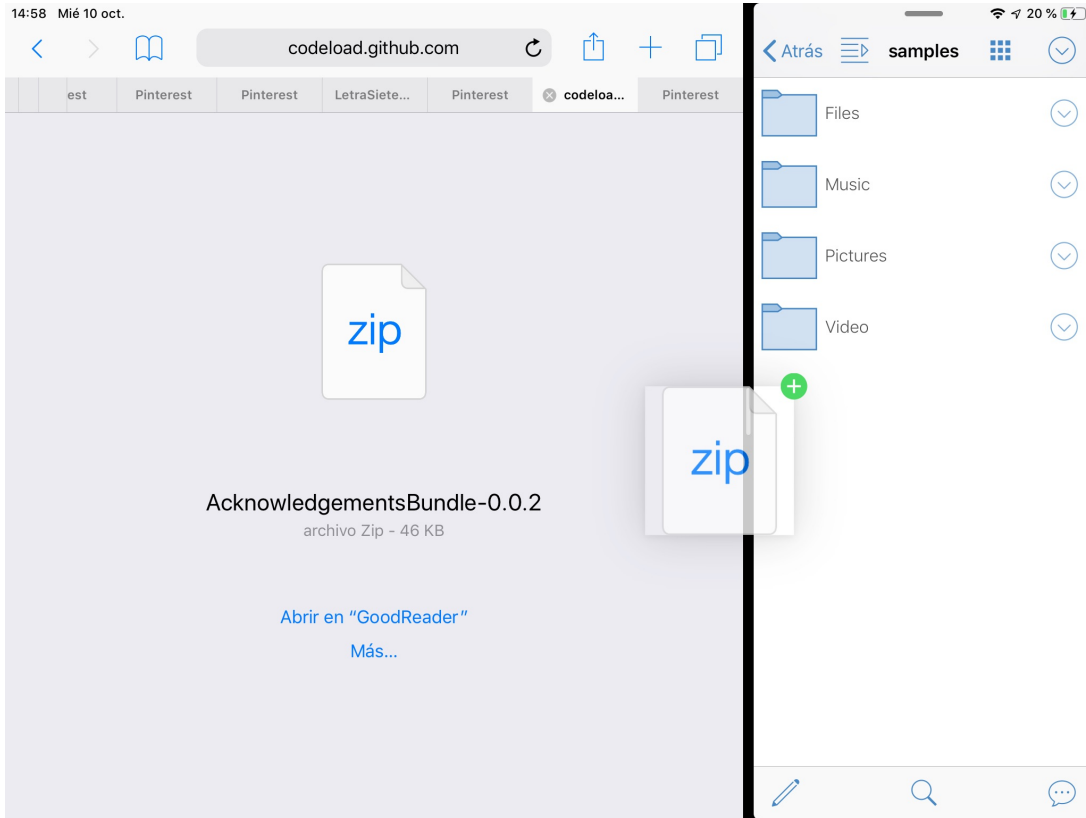 14:58 Mié 10 oct.
20 %
codeload.github.com
Atrás
samples
est
Pinterest
Pinterest
LetraSiete...
Pinterest
codeloa...
Pinterest
Files
Music
Pictures
Video
zip
zip
AcknowledgementsBundle-0.0.2
archivo Zip - 46 KB
Abrir en “GoodReader”
Más...